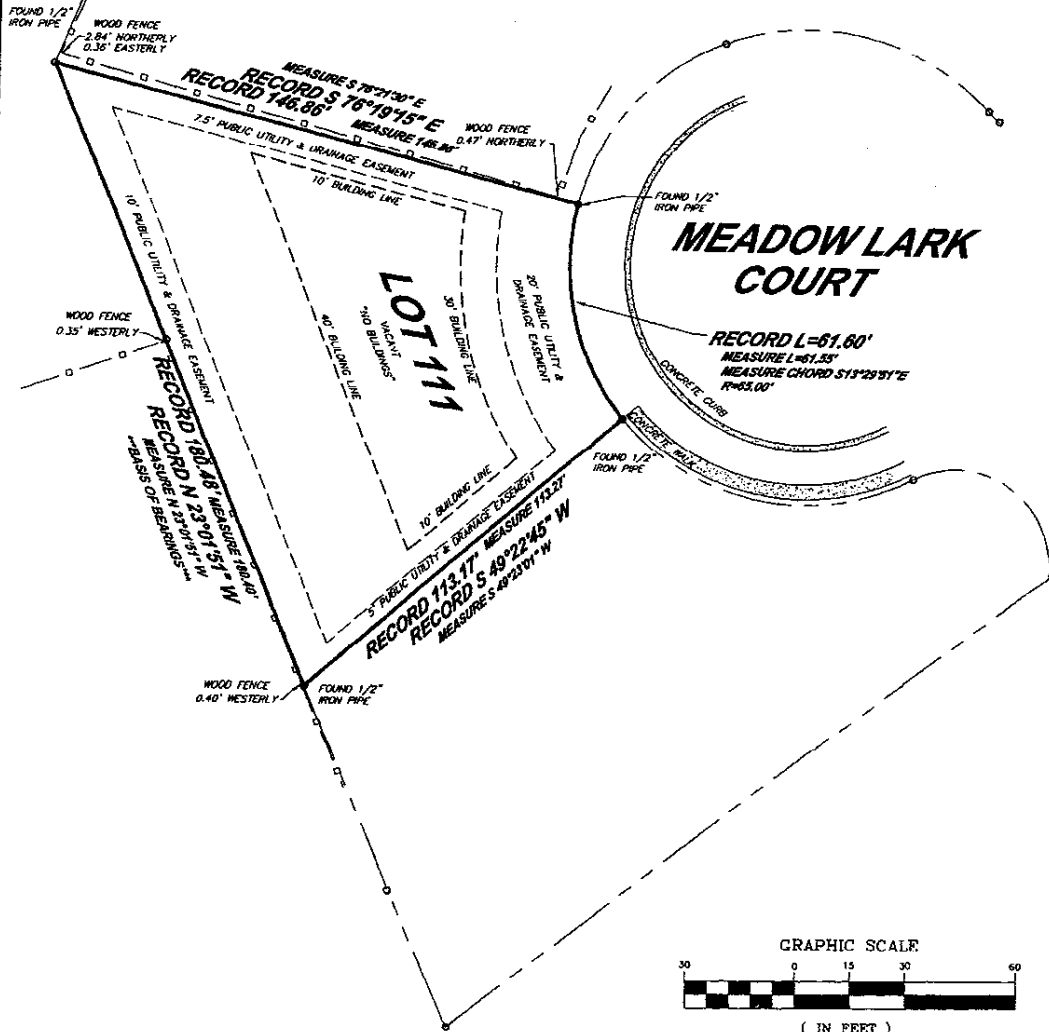 FOUND 1/2"
IRON PIPE
WOOD FENCE
2.84' NORTHERLY
0.36' EASTERLY
MEASURE S 76°21'30" E
RECORD S 76°19'15" E
RECORD 146.86'
MEASURE 146.86'
WOOD FENCE
0.47' NORTHERLY
7.5' PUBLIC UTILITY & DRAINAGE EASEMENT
10' BUILDING LINE
FOUND 1/2"
IRON PIPE
MEADOW LARK
COURT
10' PUBLIC UTILITY & DRAINAGE EASEMENT
LOT 111
VACANT
"NO BUILDINGS"
40' BUILDING LINE
30' BUILDING LINE
20' PUBLIC UTILITY &
DRAINAGE EASEMENT
WOOD FENCE
0.35' WESTERLY
RECORD L=61.60'
MEASURE L=61.55'
MEASURE CHORD S13°29'51"E
R=65.00'
CONCRETE CURB
CONCRETE WALK
RECORD 180.48' MEASURE 180.40'
RECORD N 23°01'51" W
MEASURE N 23°01'51" W
***BASIS OF BEARINGS***
FOUND 1/2"
IRON PIPE
10' BUILDING LINE
5' PUBLIC UTILITY & DRAINAGE EASEMENT
RECORD 113.17' MEASURE 113.27'
RECORD S 49°22'45" W
MEASURE S 49°23'01" W
WOOD FENCE
0.40' WESTERLY
FOUND 1/2"
IRON PIPE
GRAPHIC SCALE
30 0 15 30 60
( IN FEET )